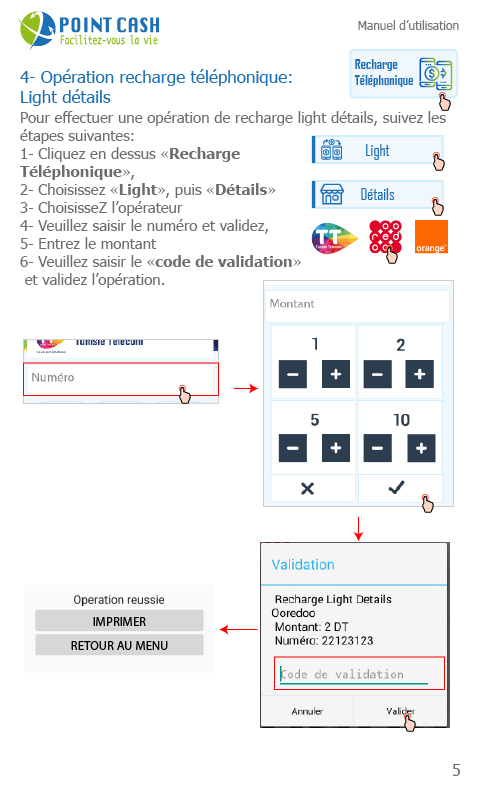 POINT CASH
Facilitez-vous la vie
Manuel d'utilisation
4- Opération recharge téléphonique:
Light détails
Recharge
Téléphonique
Pour effectuer une opération de recharge light détails, suivez les
étapes suivantes:
1- Cliquez en dessus «Recharge
Téléphonique»,
2- Choisissez «Light», puis «Détails»
3- ChoisisseZ l'opérateur
4- Veuillez saisir le numéro et validez,
5- Entrez le montant
6- Veuillez saisir le «code de validation»
et validez l'opération.
Light
Détails
TT
Tunisie Telecom
orange™
Tunisie Telecom
Numéro
Montant
1
2
5
10
Validation
Recharge Light Details
Ooredoo
Montant: 2 DT
Numéro: 22123123
Code de validation
Annuler
Valider
Operation reussie
IMPRIMER
RETOUR AU MENU
5